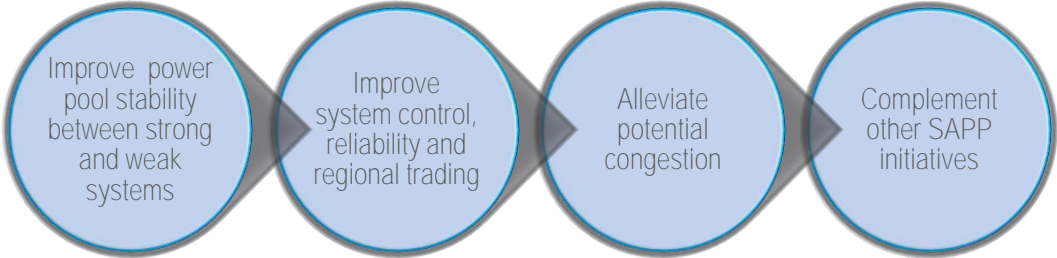 Improve power
pool stability
between strong
and weak
systems
Improve
system control,
reliability and
regional trading
Alleviate
potential
congestion
Complement
other SAPP
initiatives